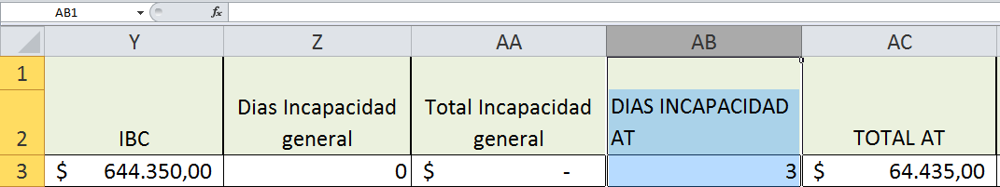 AB1 fx
Y Z AA AB AC
1
Dias Incapacidad Total Incapacidad DIAS INCAPACIDAD
2 IBC general general AT TOTAL AT
3 $ 644.350,00 0 $ - 3 $ 64.435,00